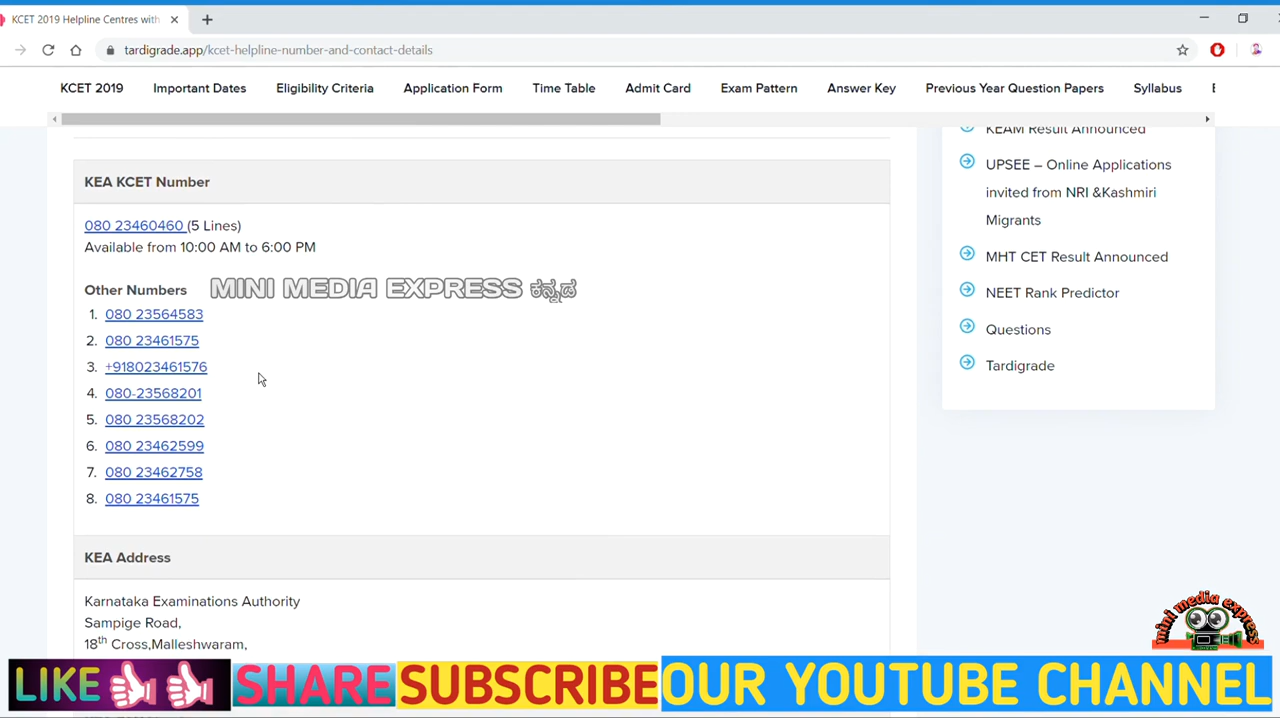 KCET 2019 Helpline Centres with
tardigrade.app/kcet-helpline-number-and-contact-details
KCET 2019 Important Dates Eligibility Criteria Application Form Time Table Admit Card Exam Pattern Answer Key Previous Year Question Papers Syllabus
KEAM Result Announced
UPSEE – Online Applications
invited from NRI &Kashmiri
Migrants
MHT CET Result Announced
NEET Rank Predictor
Questions
Tardigrade
KEA KCET Number
080 23460460 (5 Lines)
Available from 10:00 AM to 6:00 PM
Other Numbers
MINI MEDIA EXPRESS ಕನ್ನಡ
1. 080 23564583
2. 080 23461575
3. +918023461576
4. 080-23568201
5. 080 23568202
6. 080 23462599
7. 080 23462758
8. 080 23461575
KEA Address
Karnataka Examinations Authority
Sampige Road,
18th Cross,Malleshwaram,
mini media express
LIKE SHARE SUBSCRIBE OUR YOUTUBE CHANNEL